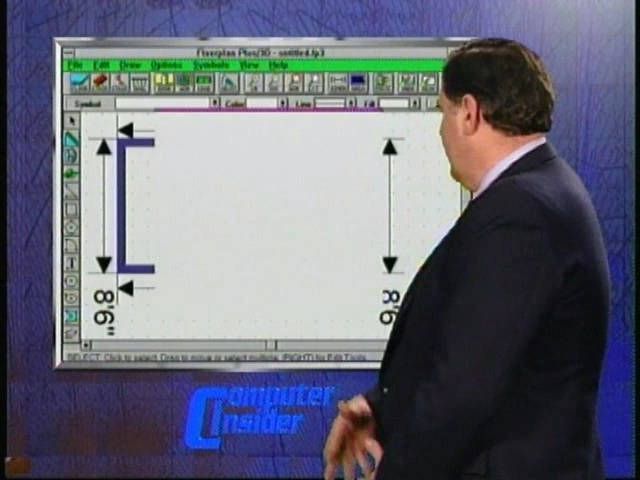 Floorplan Plus/3D - untitled.fp3
File Edit Draw Options Symbols View Help
Symbol Color Line Fill
T
8'6"
8'6"
SELECT: Click to select. Drag to move or select multiple. (RIGHT) for Edit Tools.
Computer
Insider